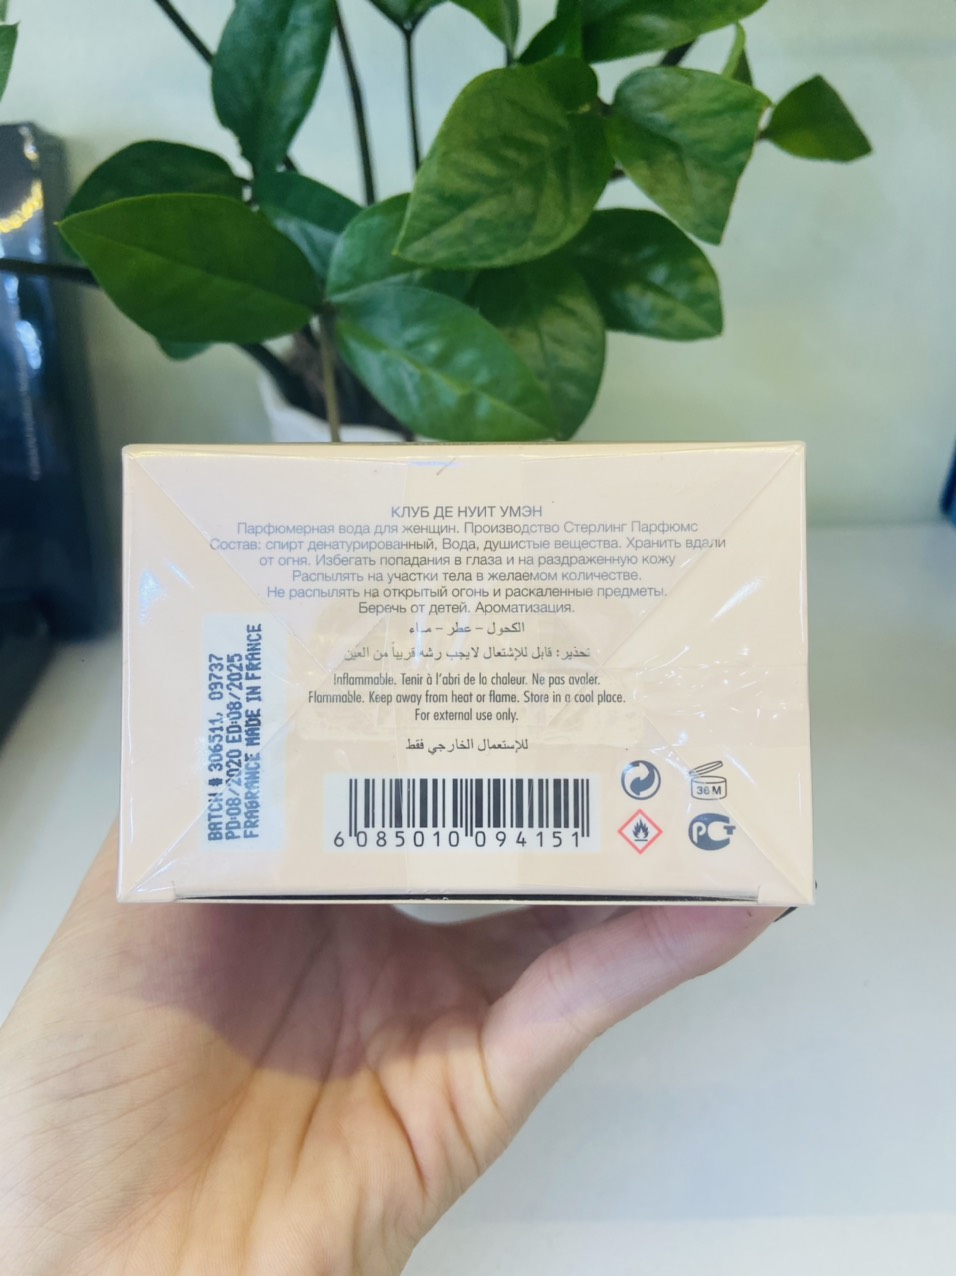 КЛУБ ДЕ НУИТ УМЭН
Парфюмерная вода для женщин. Производство Стерлинг Парфюмс
Состав: спирт денатурированный, Вода, душистые вещества. Хранить вдали
от огня. Избегать попадания в глаза и на раздраженную кожу
Распылять на участки тела в желаемом количестве.
Не распылять на открытый огонь и раскаленные предметы.
Беречь от детей. Ароматизация.
الكحول - عطر - مـاء
تحذير: قابل للإشتعال لايجب رشه قريباً من العين
Inflammable. Tenir à l'abri de la chaleur. Ne pas avaler.
Flammable. Keep away from heat or flame. Store in a cool place.
For external use only.
للإستعمال الخارجي فقط
BATCH # 306511, 09737
PD:08/2020 ED:08/2025
FRAGRANCE MADE IN FRANCE
6 085010 094151
36 M
РСТ